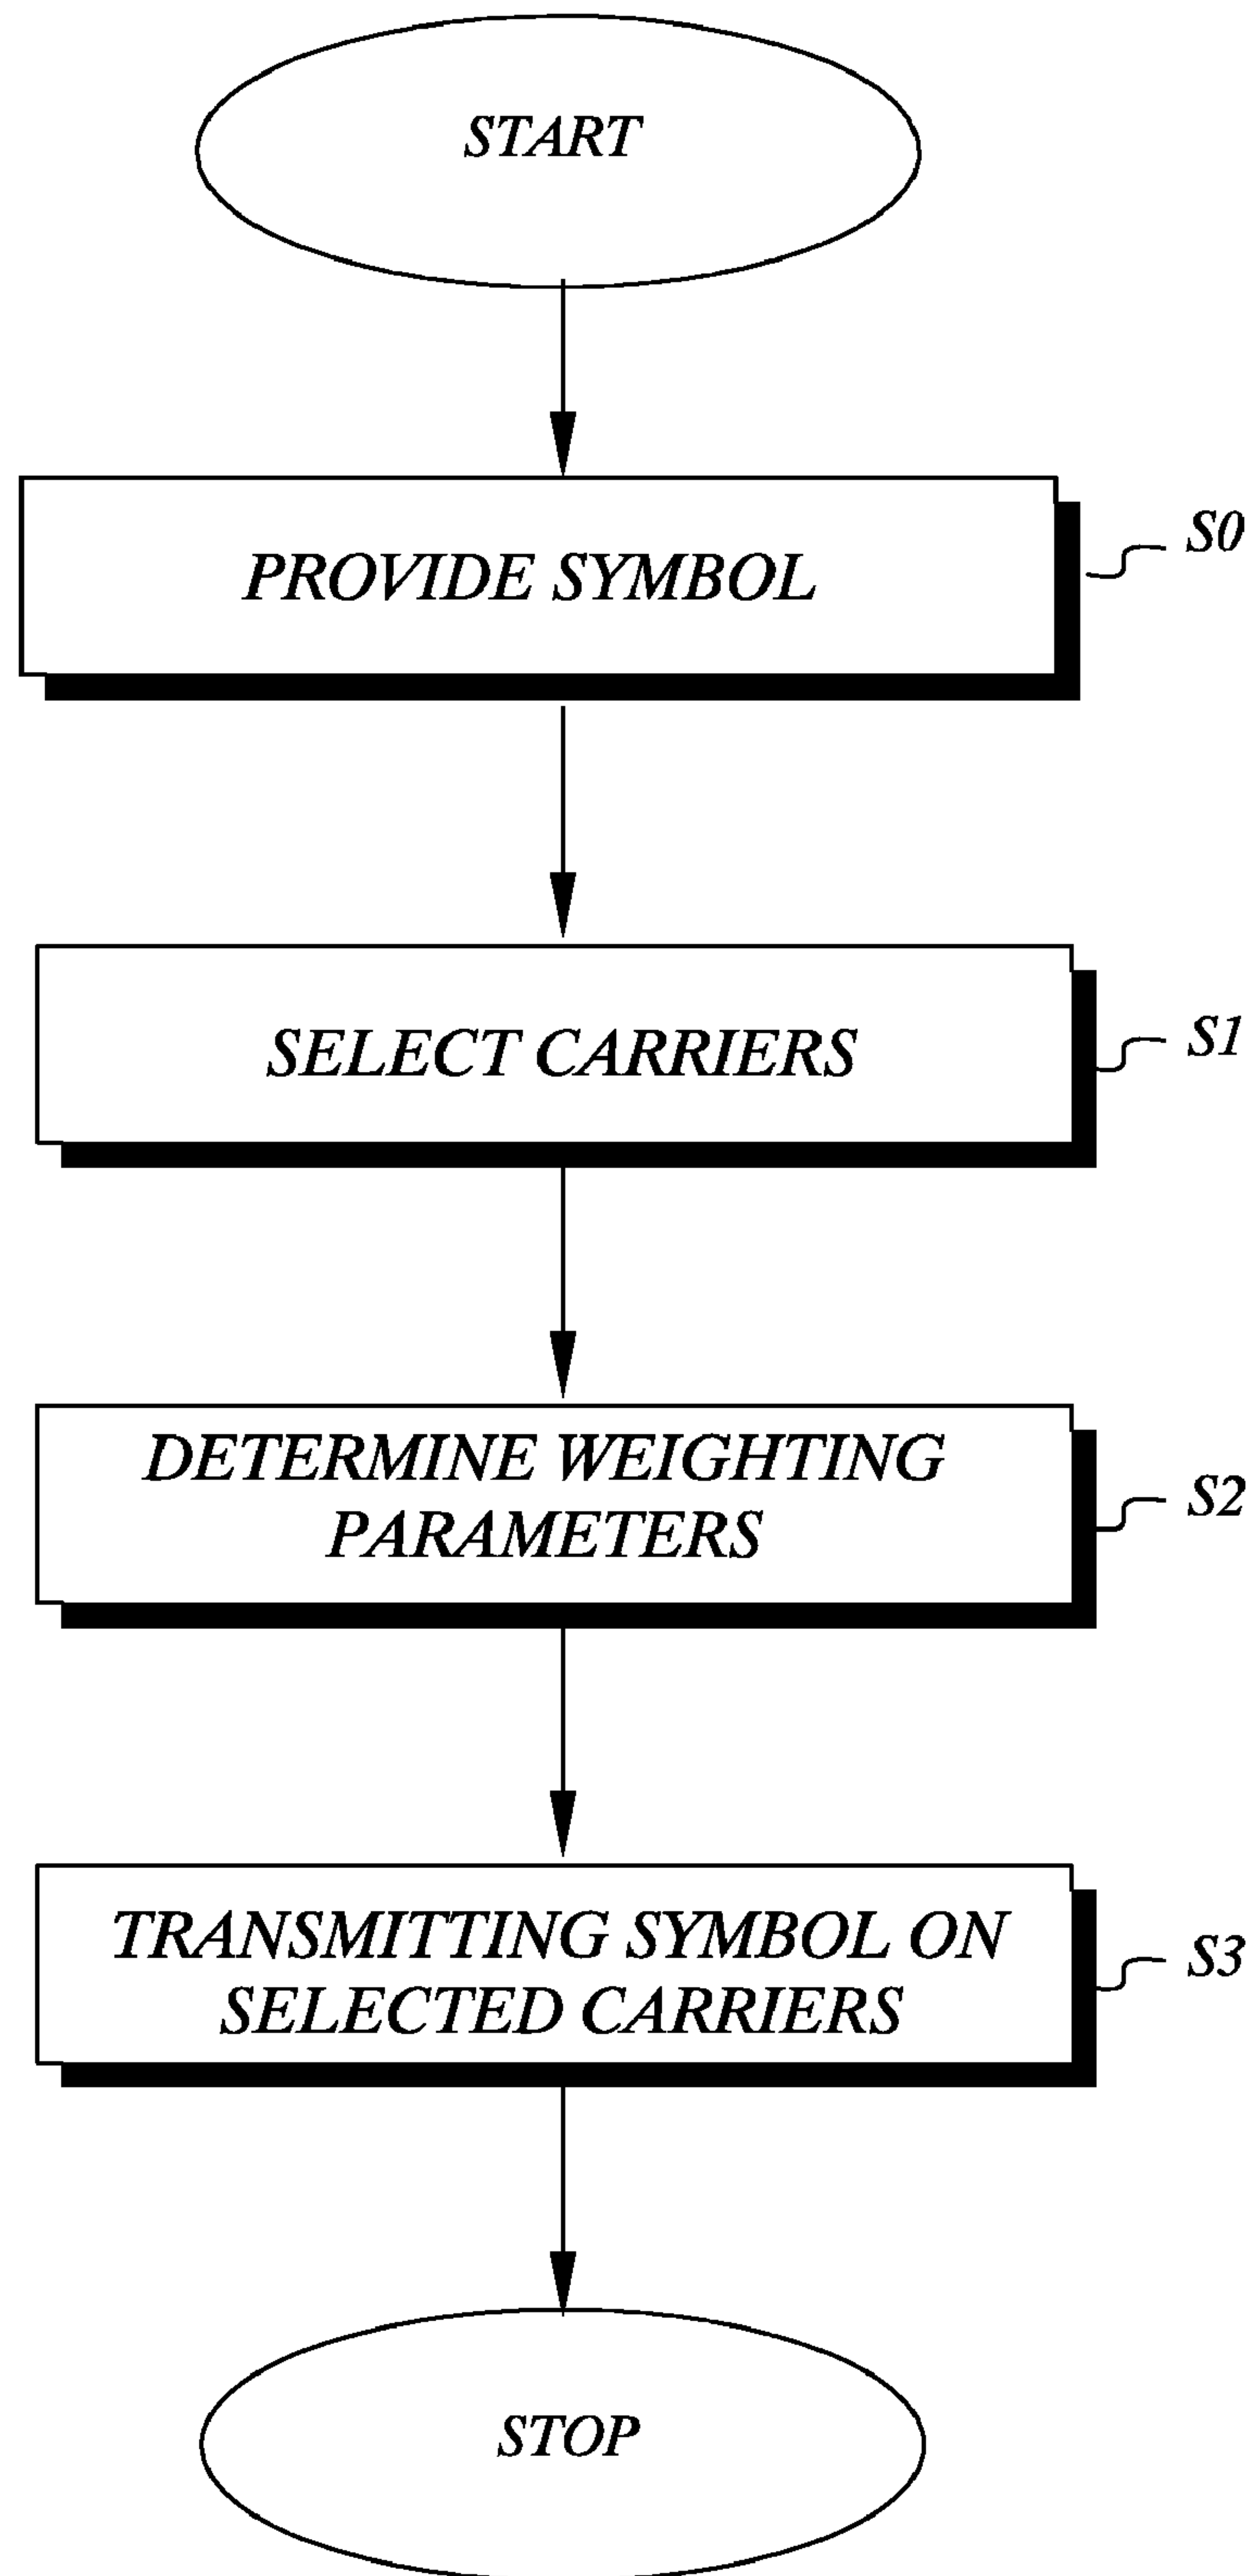 START
PROVIDE SYMBOL
S0
SELECT CARRIERS
S1
DETERMINE WEIGHTING
PARAMETERS
S2
TRANSMITTING SYMBOL ON
SELECTED CARRIERS
S3
STOP